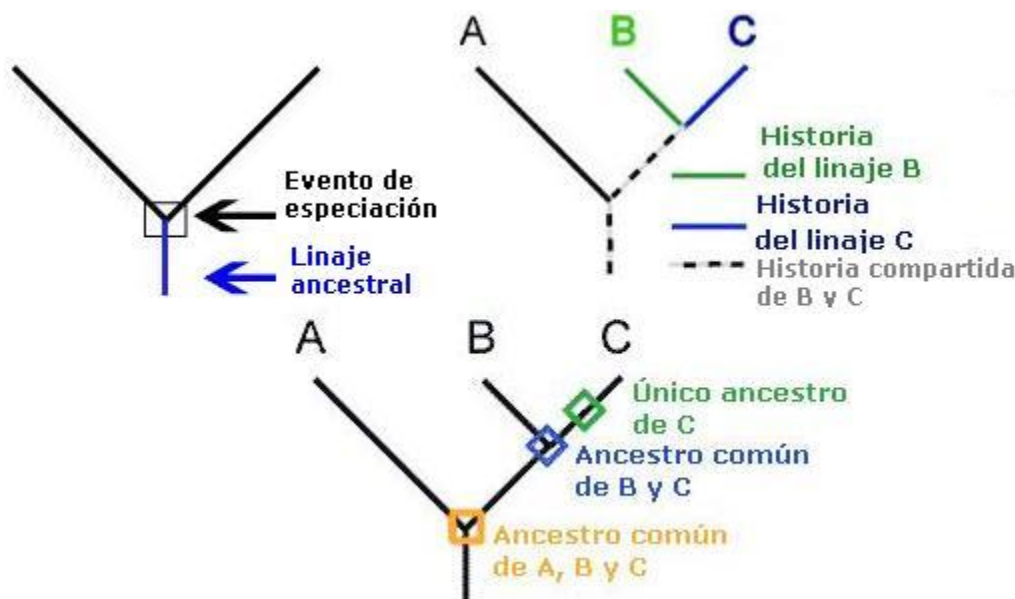 Evento de
especiación
Linaje
ancestral
A
B
C
Historia
del linaje B
Historia
del linaje C
Historia compartida
de B y C
A
B
C
Único ancestro
de C
Ancestro común
de B y C
Ancestro común
de A, B y C